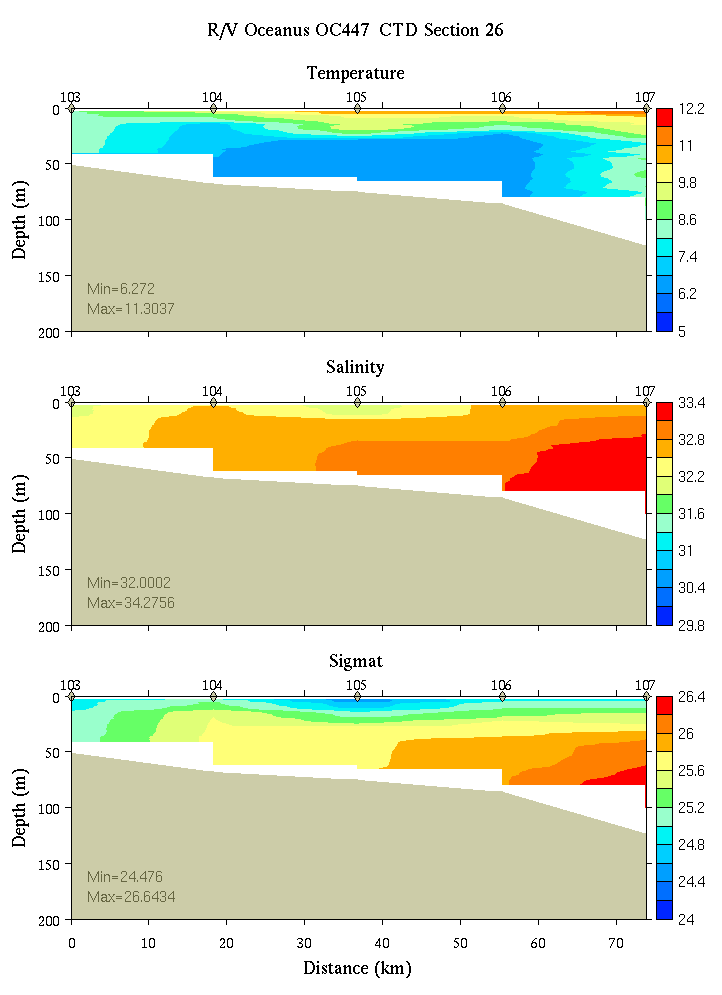 R/V Oceanus OC447 CTD Section 26
Temperature
103 104 105 106 107
0
50
100
150
200
Depth (m)
Min=6.272
Max=11.3037
12.2
11
9.8
8.6
7.4
6.2
5
Salinity
103 104 105 106 107
0
50
100
150
200
Depth (m)
Min=32.0002
Max=34.2756
33.4
32.8
32.2
31.6
31
30.4
29.8
Sigmat
103 104 105 106 107
0
50
100
150
200
Depth (m)
Min=24.476
Max=26.6434
26.4
26
25.6
25.2
24.8
24.4
24
0 10 20 30 40 50 60 70
Distance (km)